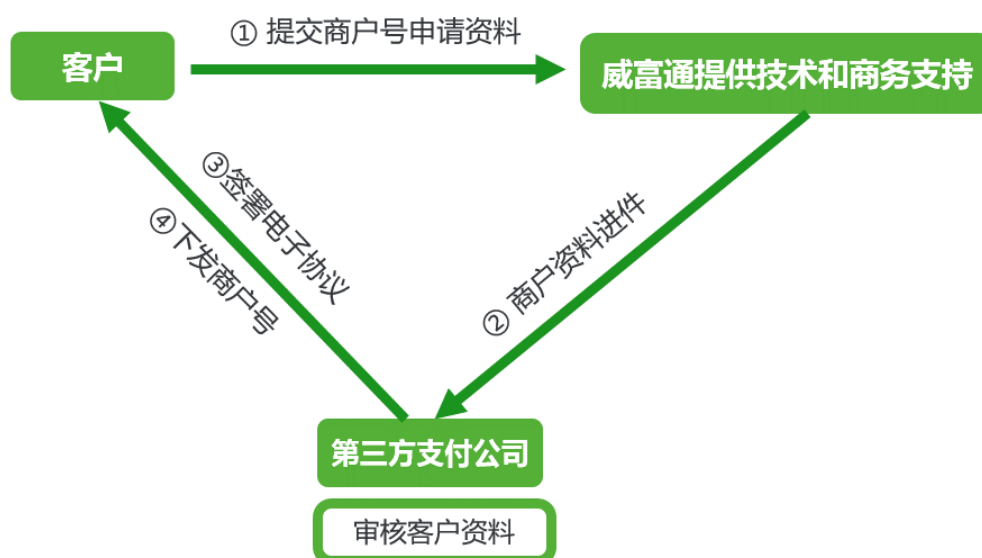 ① 提交商户号申请资料
客户
威富通提供技术和商务支持
③签署电子协议
④下发商户号
② 商户资料进件
第三方支付公司
审核客户资料